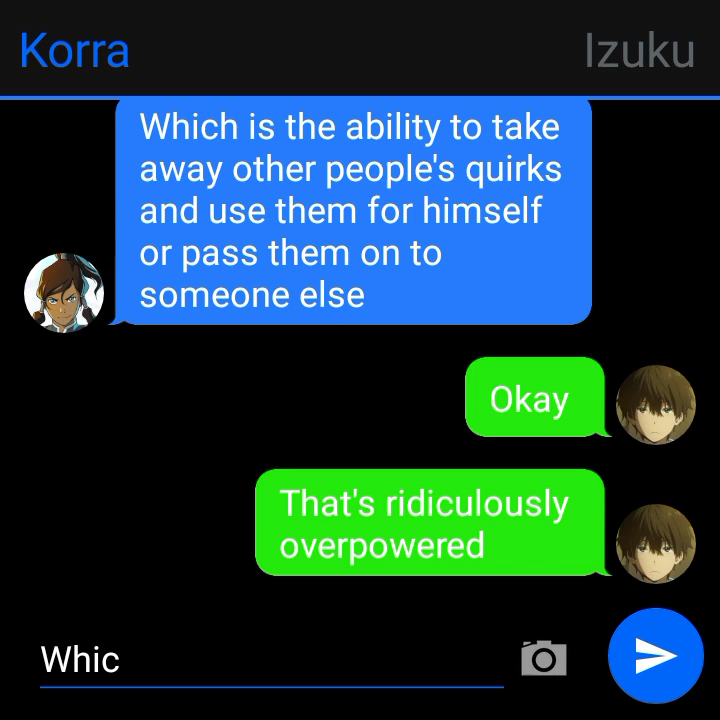 Korra
Izuku
Which is the ability to take
away other people's quirks
and use them for himself
or pass them on to
someone else
Okay
That's ridiculously
overpowered
Whic